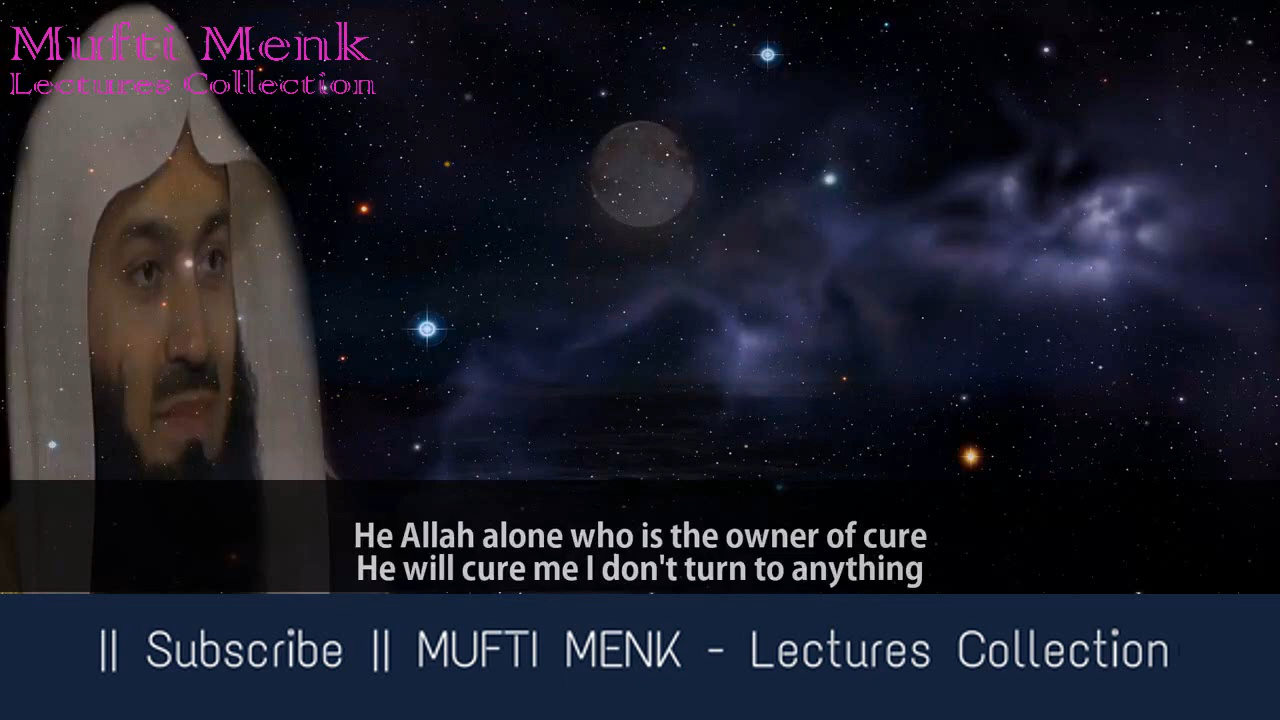 Mufti Menk
Lectures Collection
He Allah alone who is the owner of cure
He will cure me I don't turn to anything
|| Subscribe || MUFTI MENK - Lectures Collection